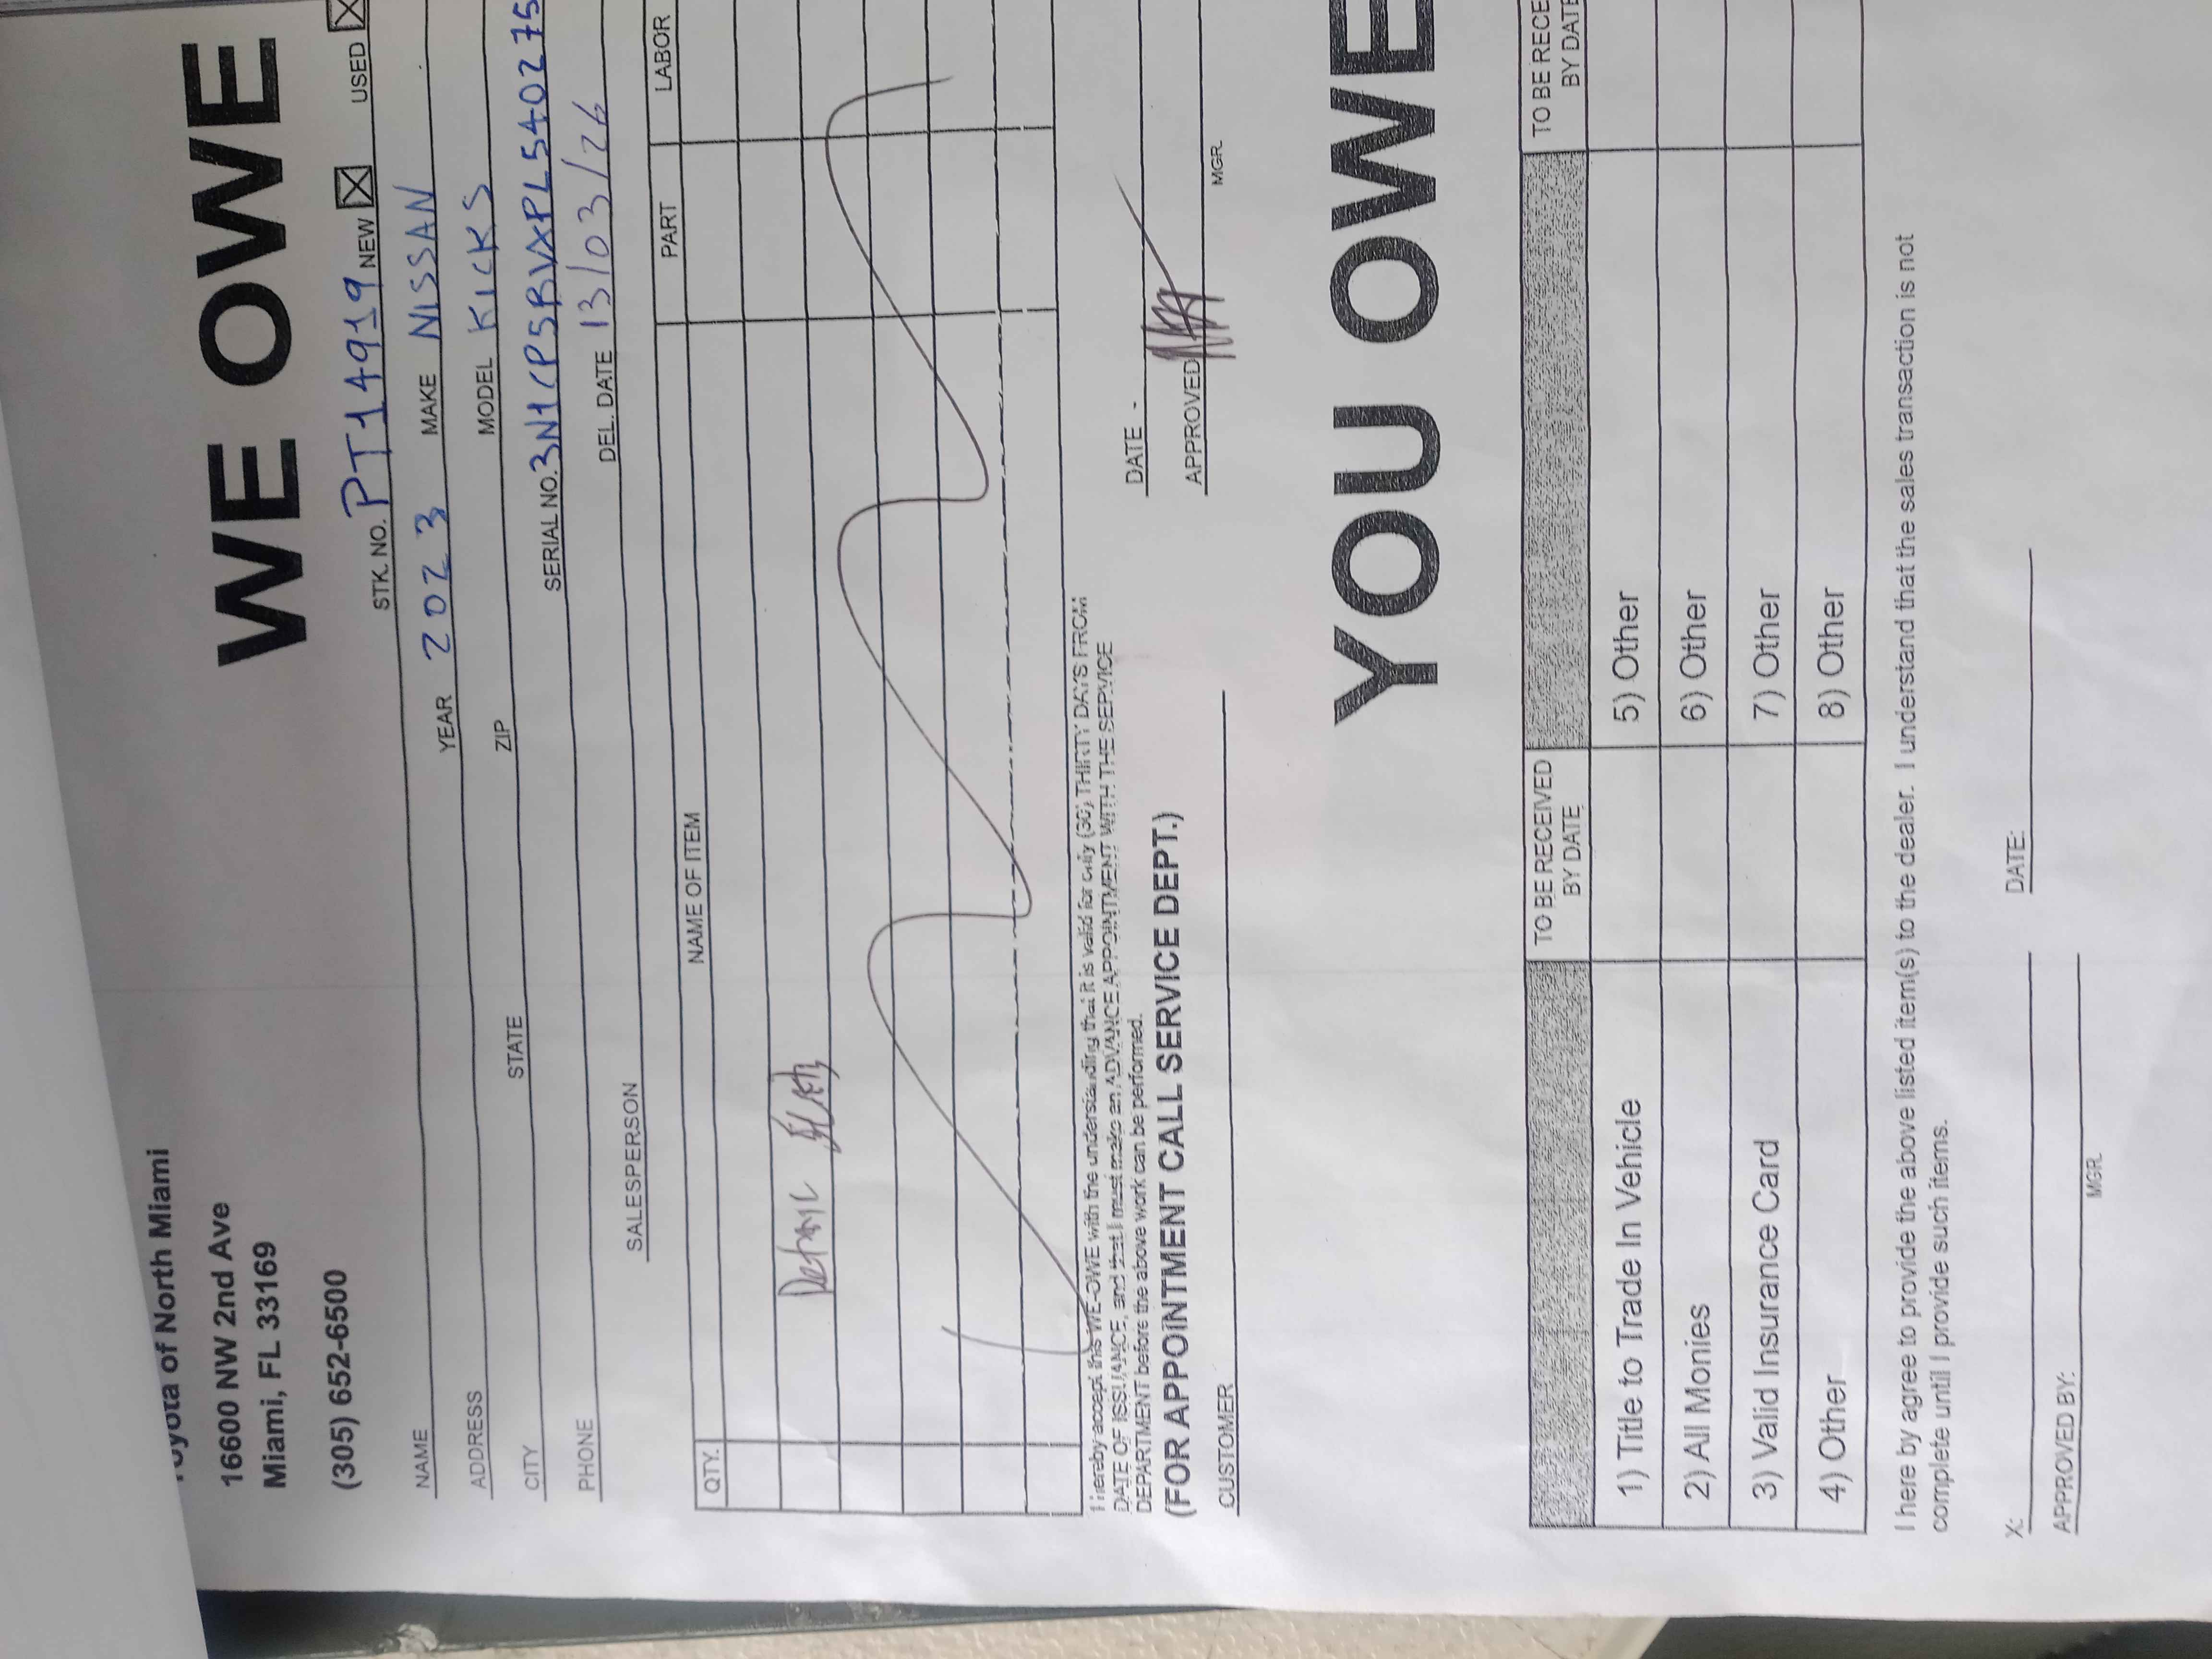 Toyota of North Miami
16600 NW 2nd Ave
Miami, FL 33169
(305) 652-6500
WE OWE
STK. NO. PT14919 NEW USED
NAME YEAR 2023 MAKE NISSAN
ADDRESS MODEL KICKS
CITY STATE ZIP
PHONE SERIAL NO. 3N1CP5BVXPL540275
SALESPERSON DEL. DATE 13/03/26
QTY. NAME OF ITEM PART LABOR
I hereby accept this WE-OWE with the understanding that it is valid for only (30) THIRTY DAYS FROM
DATE OF ISSUANCE, and that I must make an ADVANCE APPOINTMENT WITH THE SERVICE
DEPARTMENT before the above work can be performed.
(FOR APPOINTMENT CALL SERVICE DEPT.)
DATE -
CUSTOMER APPROVED
MGR.
YOU OWE
TO BE RECEIVED BY DATE TO BE RECE
BY DATE
1) Title to Trade In Vehicle 5) Other
2) All Monies 6) Other
3) Valid Insurance Card 7) Other
4) Other 8) Other
I here by agree to provide the above listed item(s) to the dealer. I understand that the sales transaction is not
complete until I provide such items.
X: DATE:
APPROVED BY:
MGR.